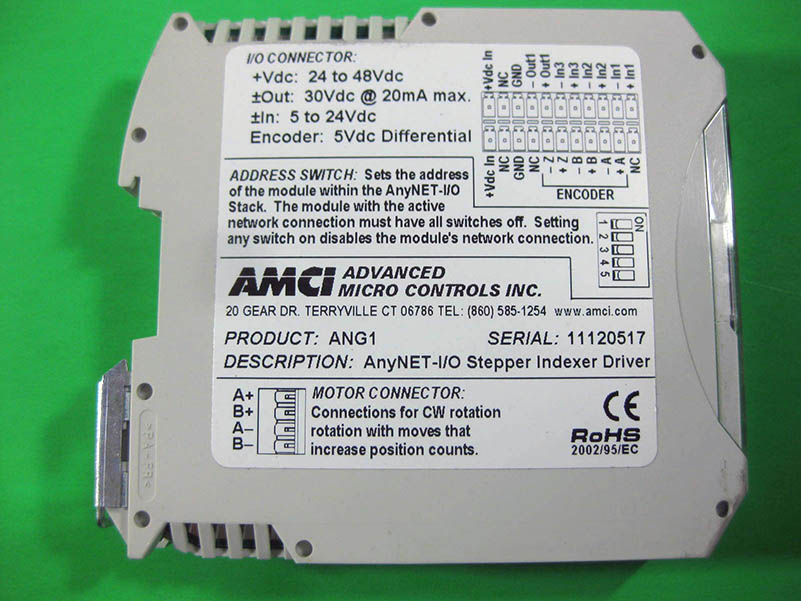 I/O CONNECTOR:
+Vdc: 24 to 48Vdc
±Out: 30Vdc @ 20mA max.
±In: 5 to 24Vdc
Encoder: 5Vdc Differential
+Vdc In
NC
GND
– Out1
+ Out1
– In3
+ In3
– In2
+ In2
– In1
+ In1
+Vdc In
NC
GND
NC
– Z
+ Z
– B
+ B
– A
+ A
NC
ENCODER
ADDRESS SWITCH: Sets the address
of the module within the AnyNET-I/O
Stack. The module with the active
network connection must have all switches off. Setting
any switch on disables the module's network connection.
ON
1
2
3
4
5
AMCI ADVANCED
MICRO CONTROLS INC.
20 GEAR DR. TERRYVILLE CT 06786 TEL: (860) 585-1254 www.amci.com
PRODUCT: ANG1 SERIAL: 11120517
DESCRIPTION: AnyNET-I/O Stepper Indexer Driver
A+
B+
A–
B–
MOTOR CONNECTOR:
Connections for CW rotation
rotation with moves that
increase position counts.
CE
RoHS
2002/95/EC
>PA-FR<